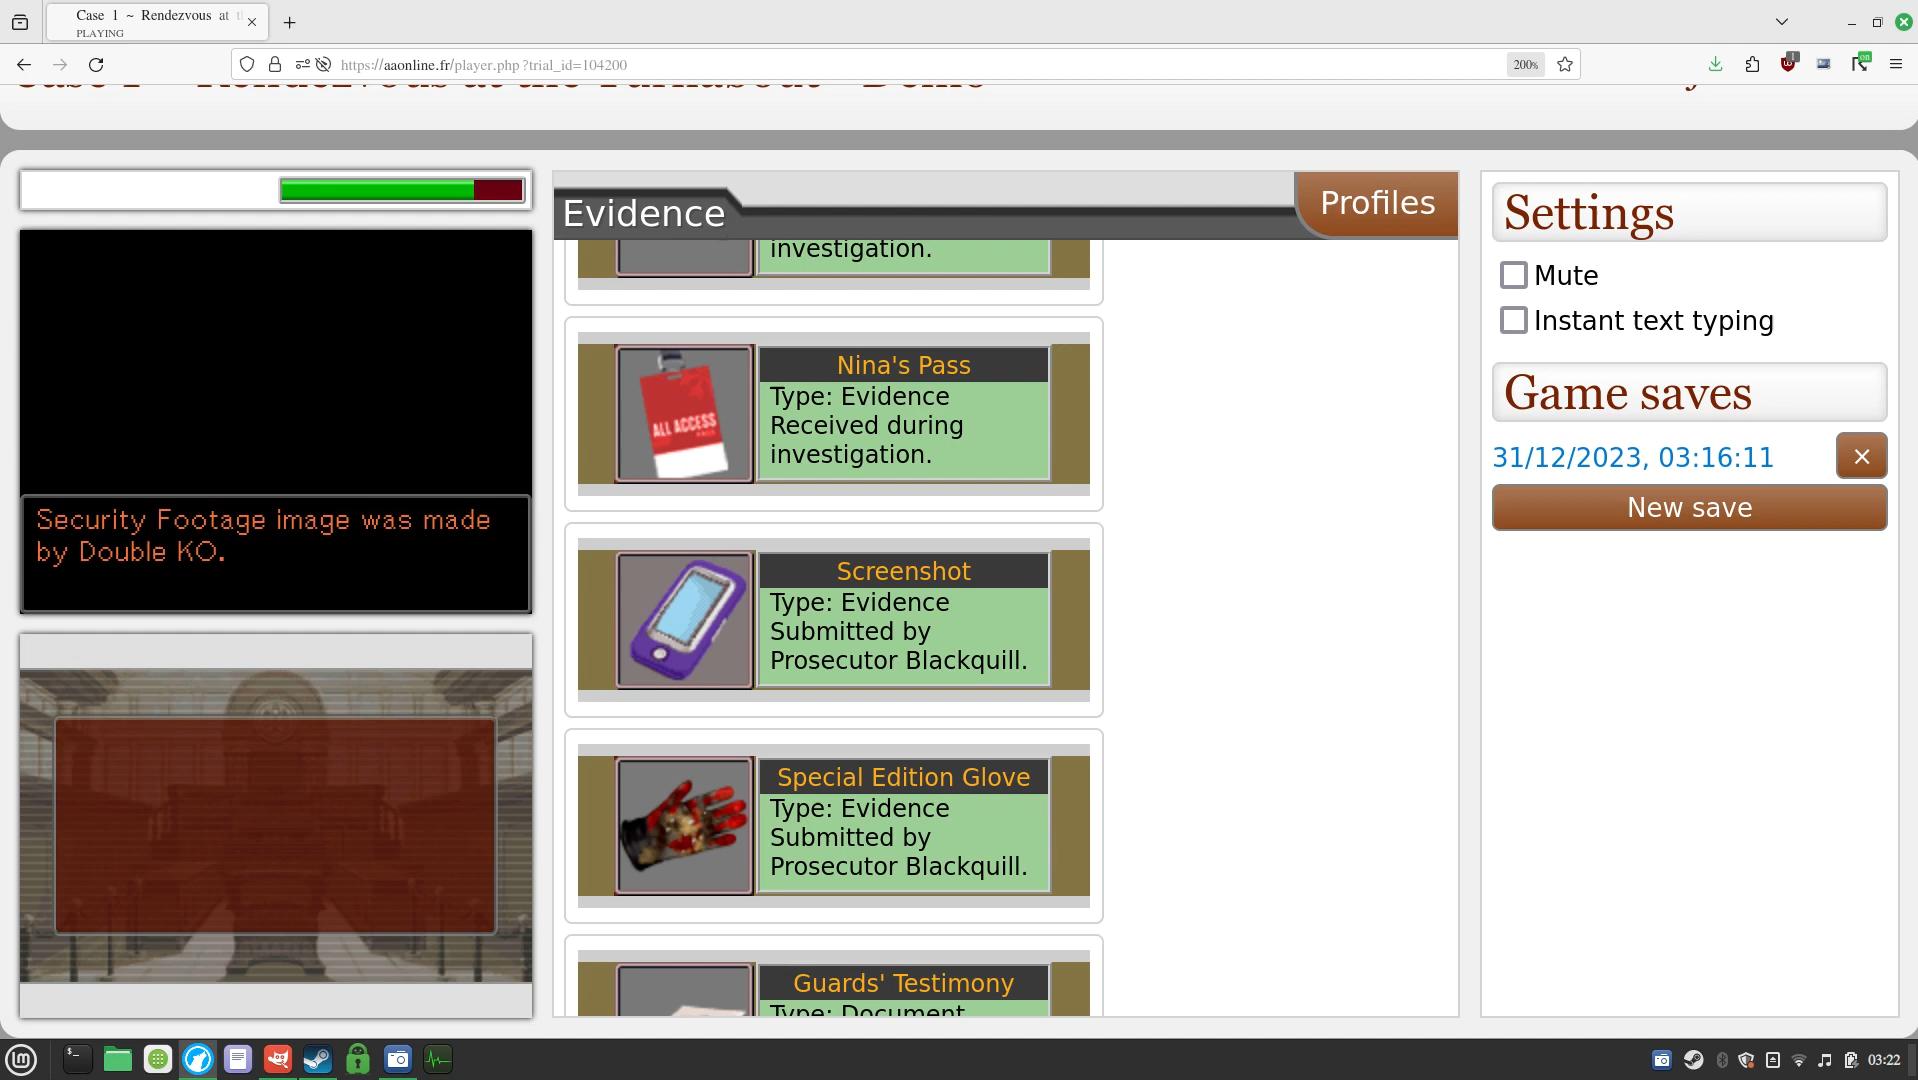 Case 1 ~ Rendezvous at t
PLAYING
https://aaonline.fr/player.php?trial_id=104200
200%
1
on
Evidence
Profiles
investigation.
Nina's Pass
Type: Evidence
Received during
investigation.
ALL ACCESS
Screenshot
Type: Evidence
Submitted by
Prosecutor Blackquill.
Special Edition Glove
Type: Evidence
Submitted by
Prosecutor Blackquill.
Guards' Testimony
Type: Document
Security Footage image was made
by Double KO.
Settings
Mute
Instant text typing
Game saves
31/12/2023, 03:16:11
×
New save
03:22